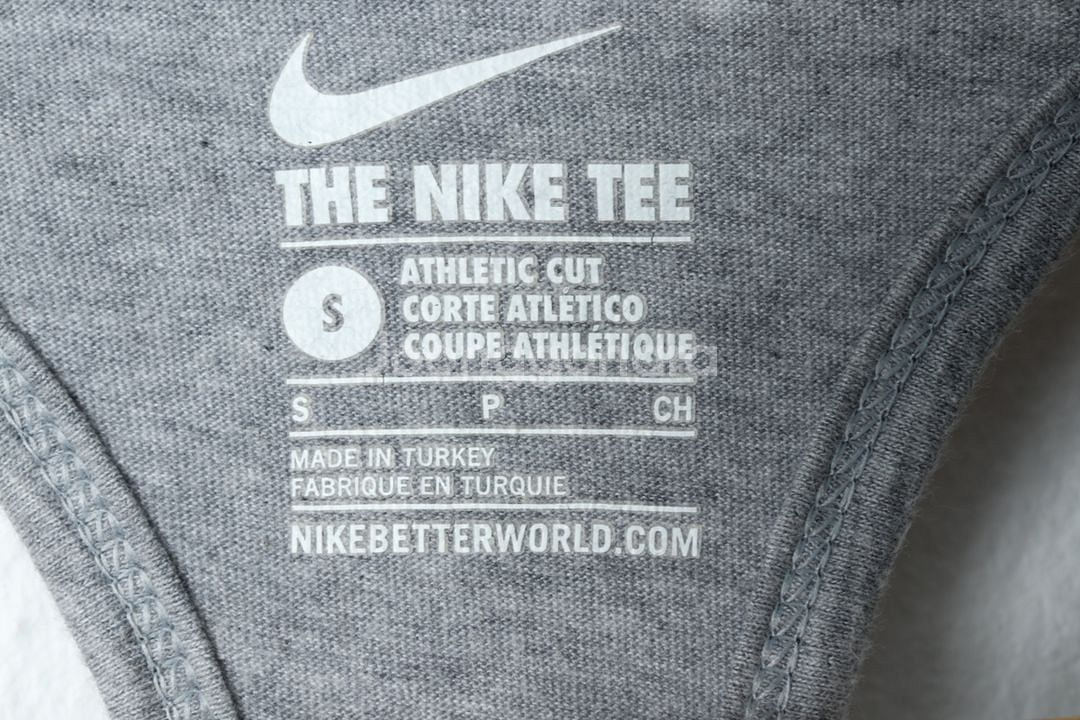 THE NIKE TEE
S
ATHLETIC CUT
CORTE ATLÉTICO
COUPE ATHLÉTIQUE
S P CH
MADE IN TURKEY
FABRIQUE EN TURQUIE
NIKEBETTERWORLD.COM